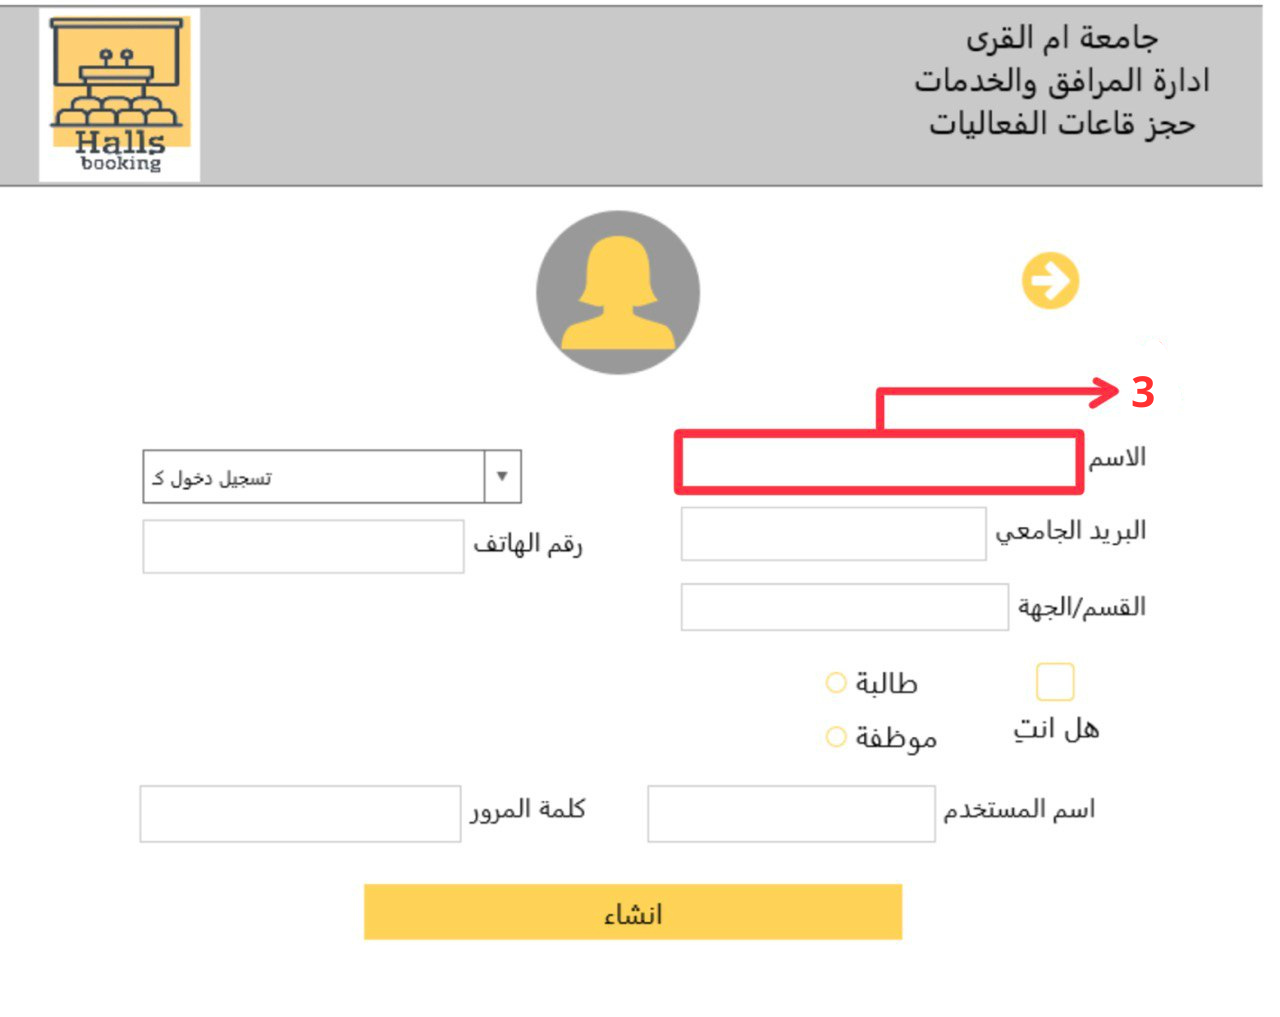 جامعة ام القرى
ادارة المرافق والخدمات
حجز قاعات الفعاليات
Halls
booking
3
الاسم
تسجيل دخول كـ
البريد الجامعي
رقم الهاتف
القسم/الجهة
هل انتِ
طالبة
موظفة
اسم المستخدم
كلمة المرور
انشاء